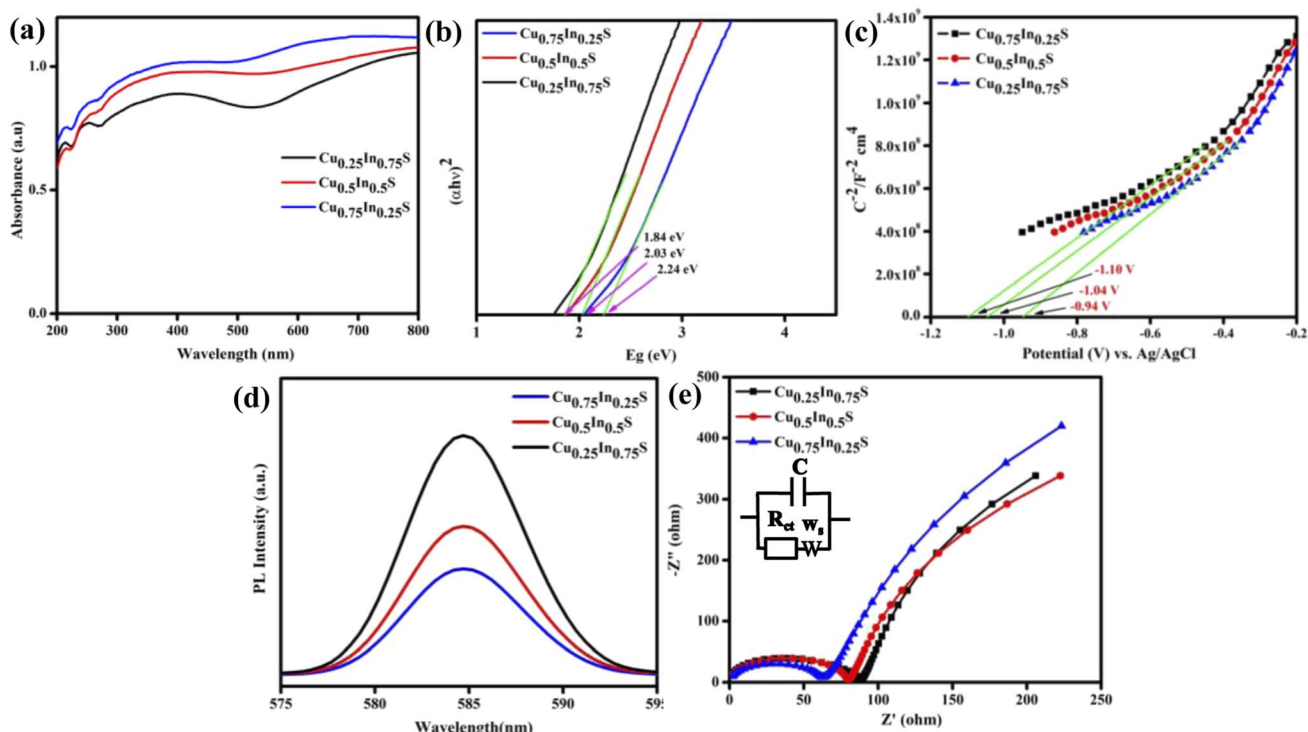 (a)
Absorbance (a.u)
1.0
0.5
0.0
Cu0.25In0.75S
Cu0.5In0.5S
Cu0.75In0.25S
200 300 400 500 600 700 800
Wavelength (nm)
(b)
(αhν)²
Cu0.75In0.25S
Cu0.5In0.5S
Cu0.25In0.75S
1.84 eV
2.03 eV
2.24 eV
1 2 3 4
Eg (eV)
(c)
C⁻²/F⁻² cm⁴
1.4x10⁹
1.2x10⁹
1.0x10⁹
8.0x10⁸
6.0x10⁸
4.0x10⁸
2.0x10⁸
0.0
Cu0.75In0.25S
Cu0.5In0.5S
Cu0.25In0.75S
-1.10 V
-1.04 V
-0.94 V
-1.2 -1.0 -0.8 -0.6 -0.4 -0.2
Potential (V) vs. Ag/AgCl
(d)
PL Intensity (a.u.)
Cu0.75In0.25S
Cu0.5In0.5S
Cu0.25In0.75S
575 580 585 590 595
Wavelength(nm)
(e)
-Z'' (ohm)
500
400
300
200
100
0
Cu0.25In0.75S
Cu0.5In0.5S
Cu0.75In0.25S
C
Rct Ws
W
0 50 100 150 200 250
Z' (ohm)